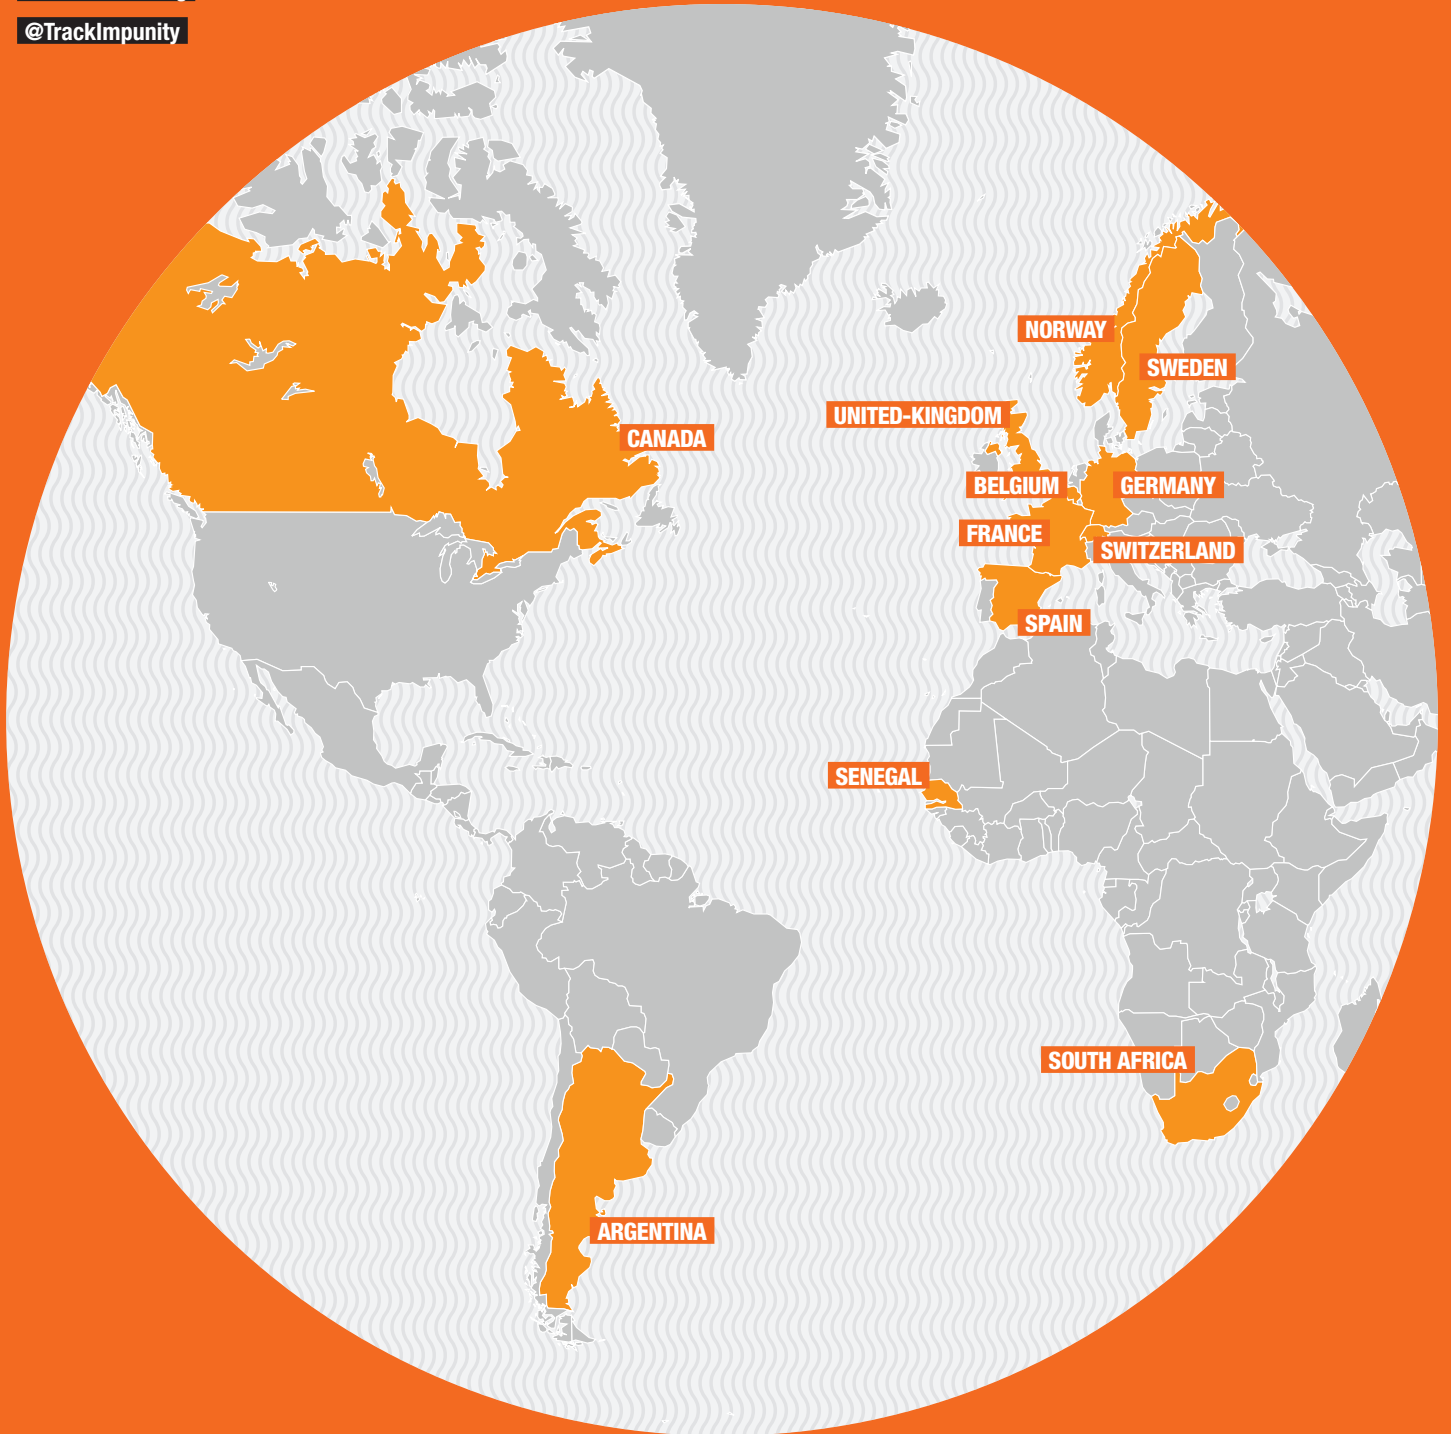 @TrackImpunity
NORWAY
SWEDEN
UNITED-KINGDOM
CANADA
BELGIUM
GERMANY
FRANCE
SWITZERLAND
SPAIN
SENEGAL
SOUTH AFRICA
ARGENTINA